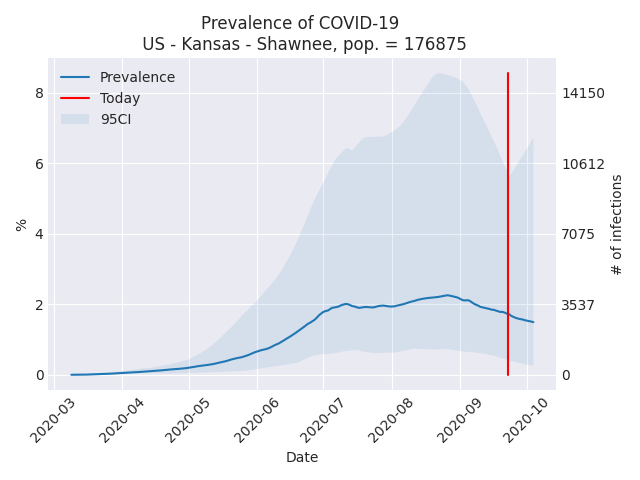 Prevalence of COVID-19
US - Kansas - Shawnee, pop. = 176875
Prevalence
Today
95CI
8
6
4
2
0
%
14150
10612
7075
3537
0
# of infections
2020-03
2020-04
2020-05
2020-06
2020-07
2020-08
2020-09
2020-10
Date